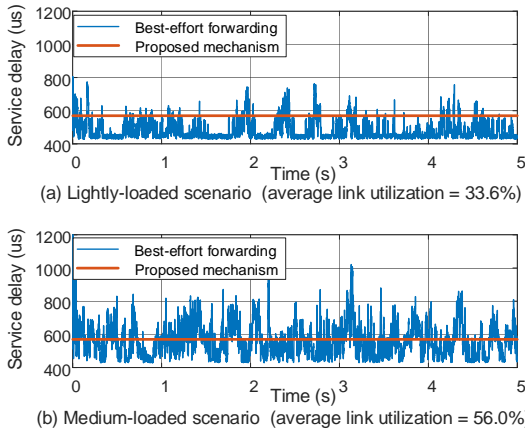 1200
1000
800
600
400
Service delay (us)
Best-effort forwarding
Proposed mechanism
0 1 2 3 4 5
Time (s)
(a) Lightly-loaded scenario (average link utilization = 33.6%)
1200
1000
800
600
400
Service delay (us)
Best-effort forwarding
Proposed mechanism
0 1 2 3 4 5
Time (s)
(b) Medium-loaded scenario (average link utilization = 56.0%